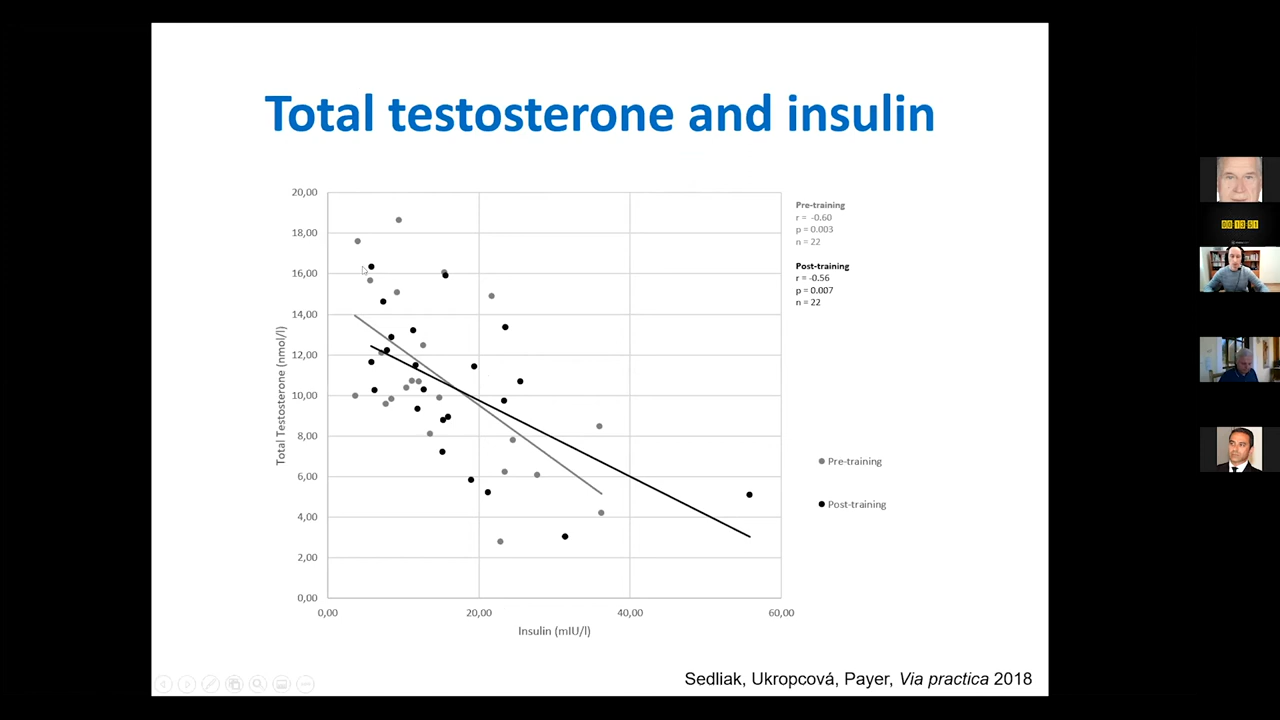 Total testosterone and insulin
20,00
18,00
16,00
14,00
12,00
10,00
8,00
6,00
4,00
2,00
0,00
Total Testosterone (nmol/l)
0,00
20,00
40,00
60,00
Insulin (mIU/l)
Pre-training
r = -0.60
p = 0.003
n = 22
Post-training
r = -0.56
p = 0.007
n = 22
Pre-training
Post-training
Sedliak, Ukropcová, Payer, Via practica 2018
00 13 51